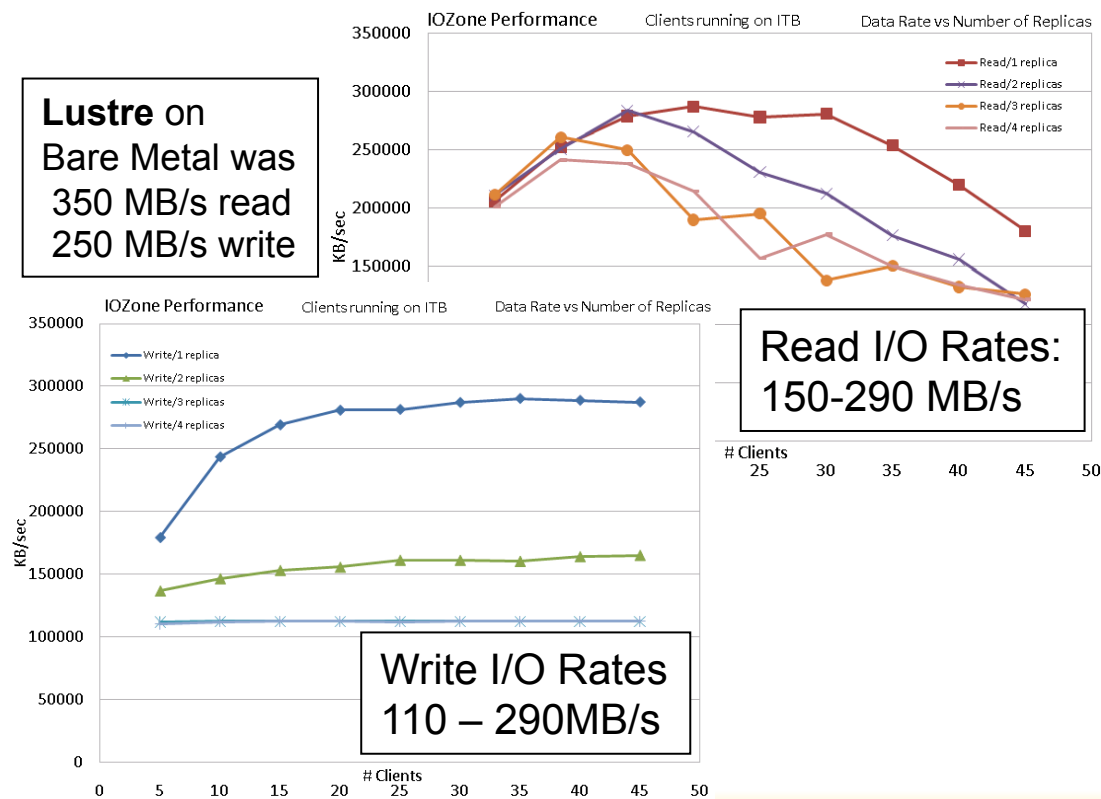 IOZone Performance Clients running on ITB Data Rate vs Number of Replicas
350000
300000
250000
200000
150000
KB/sec
Read/1 replica
Read/2 replicas
Read/3 replicas
Read/4 replicas
Lustre on
Bare Metal was
350 MB/s read
250 MB/s write
Read I/O Rates:
150-290 MB/s
# Clients
25 30 35 40 45 50
IOZone Performance Clients running on ITB Data Rate vs Number of Replicas
350000
300000
250000
200000
150000
100000
50000
0
KB/sec
Write/1 replica
Write/2 replicas
Write/3 replicas
Write/4 replicas
Write I/O Rates
110 – 290MB/s
# Clients
0 5 10 15 20 25 30 35 40 45 50